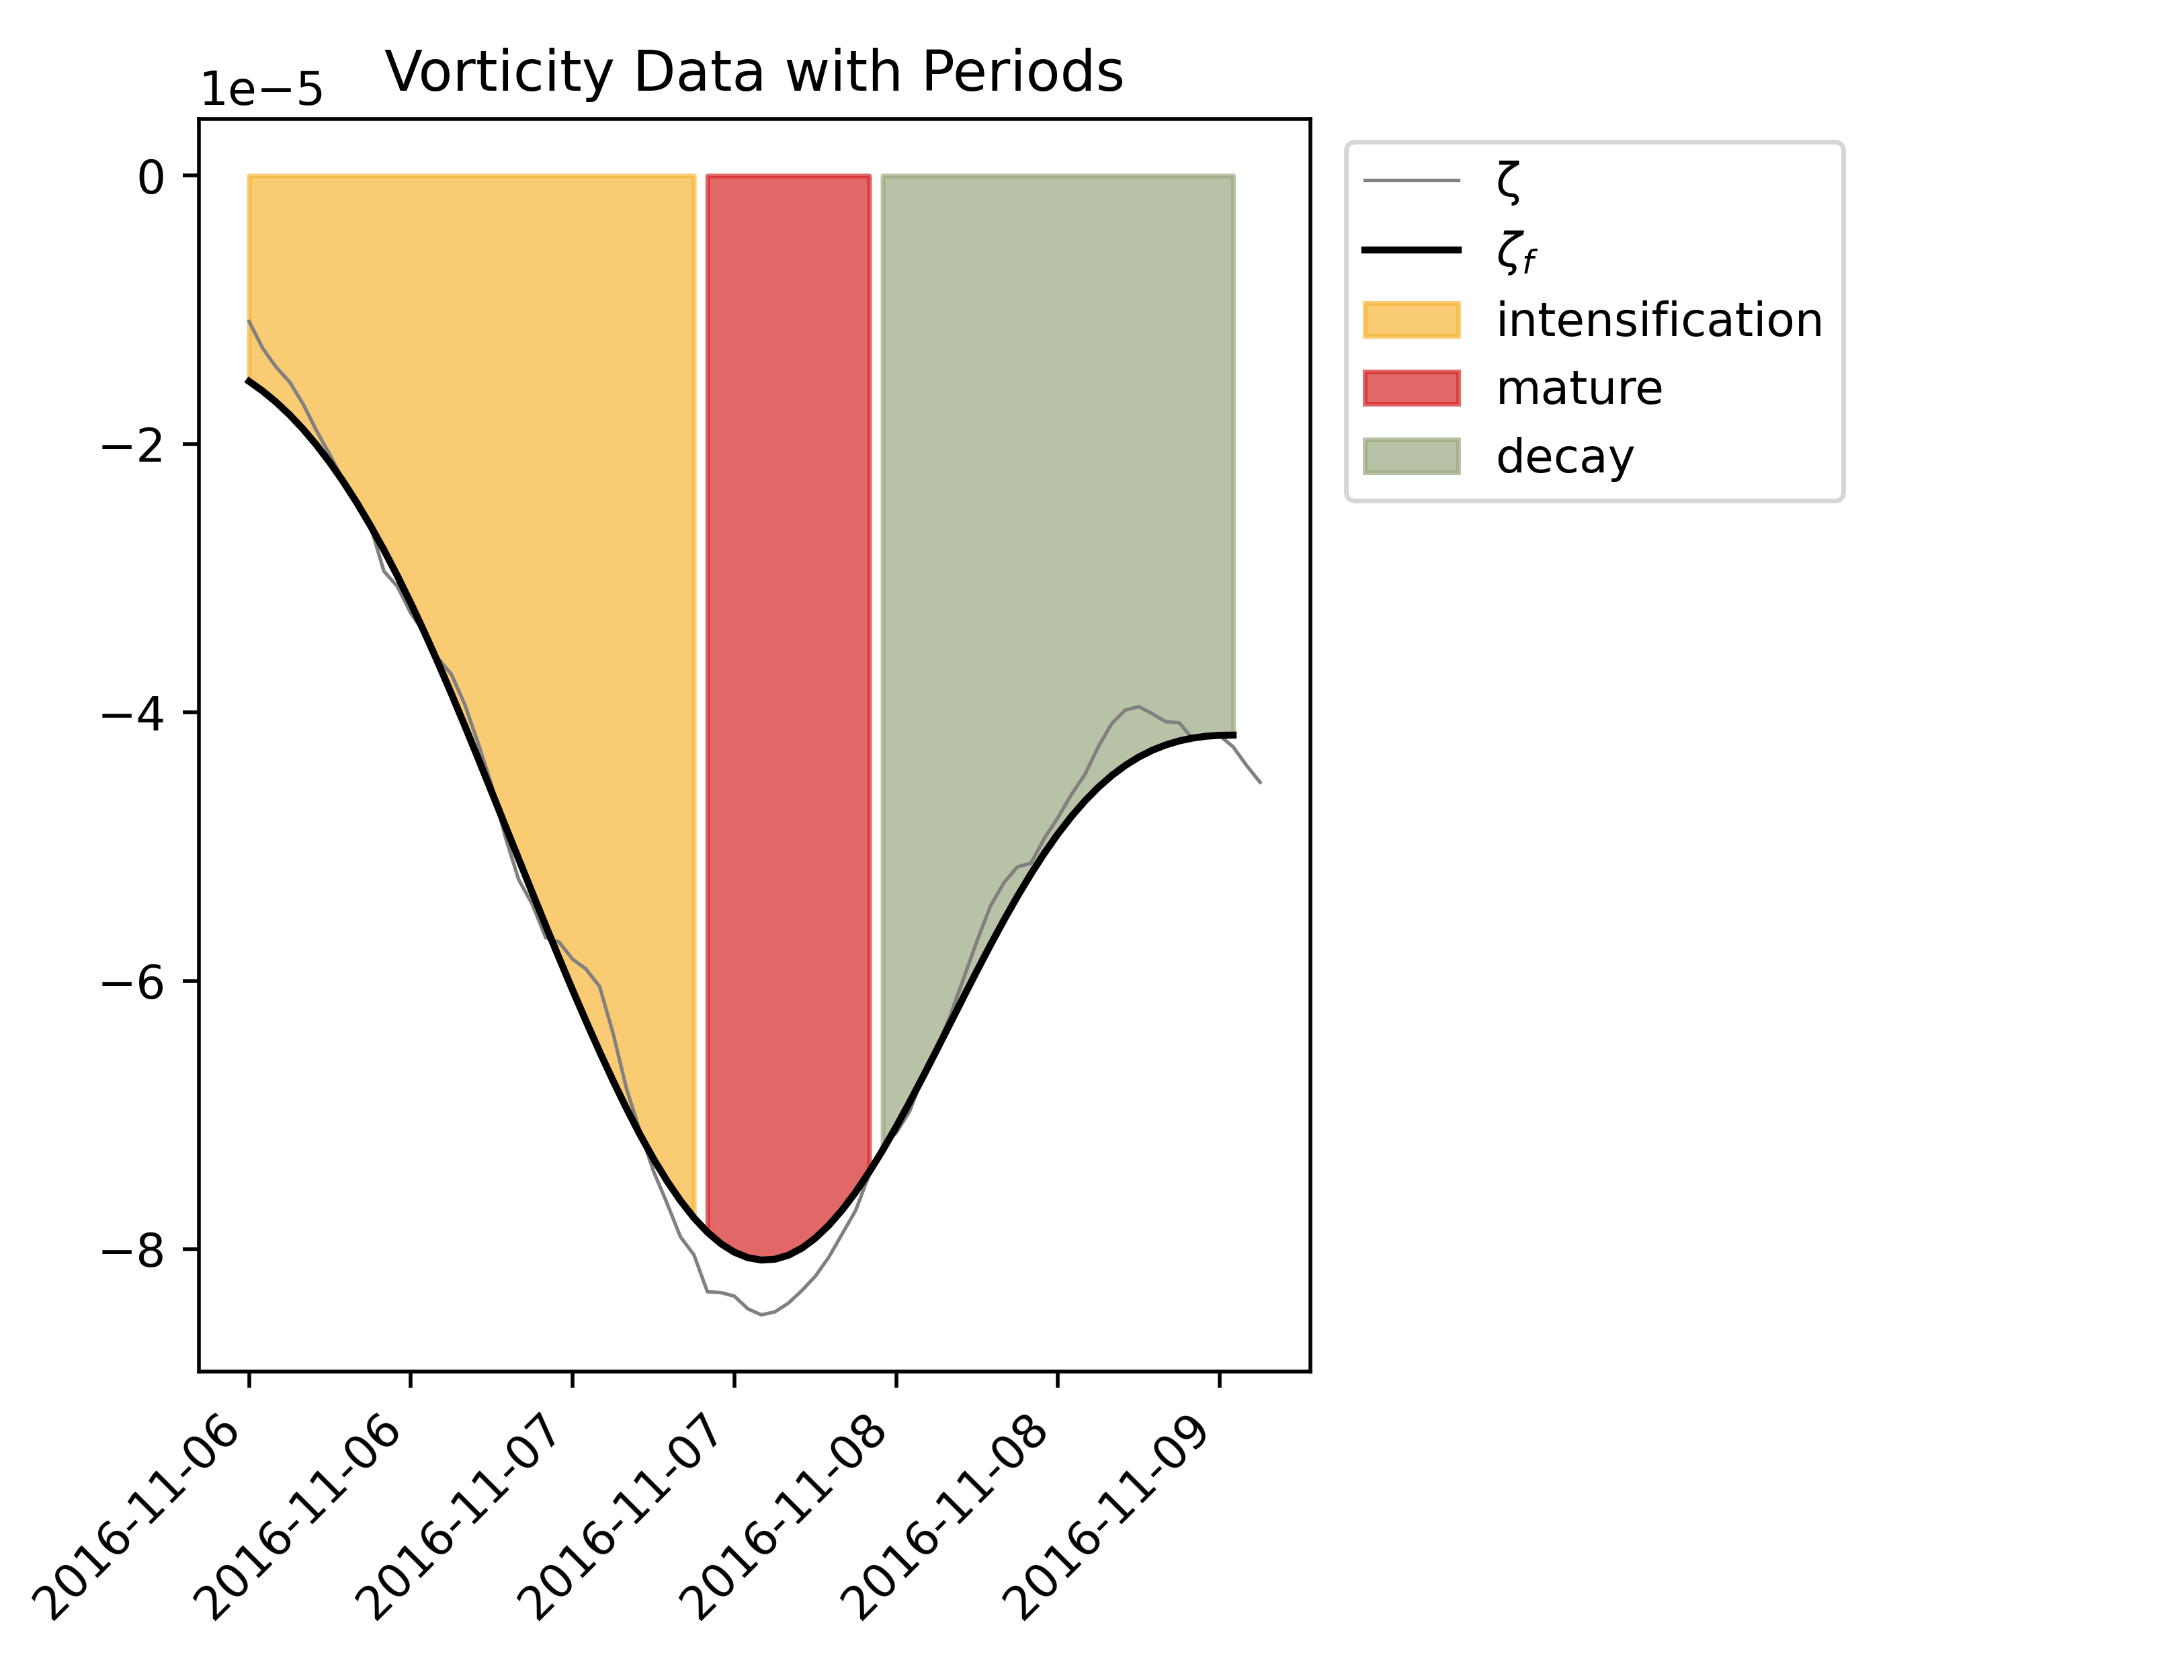 Vorticity Data with Periods
1e−5
0
−2
−4
−6
−8
2016-11-06
2016-11-06
2016-11-07
2016-11-07
2016-11-08
2016-11-08
2016-11-09
ζ
ζf
intensification
mature
decay